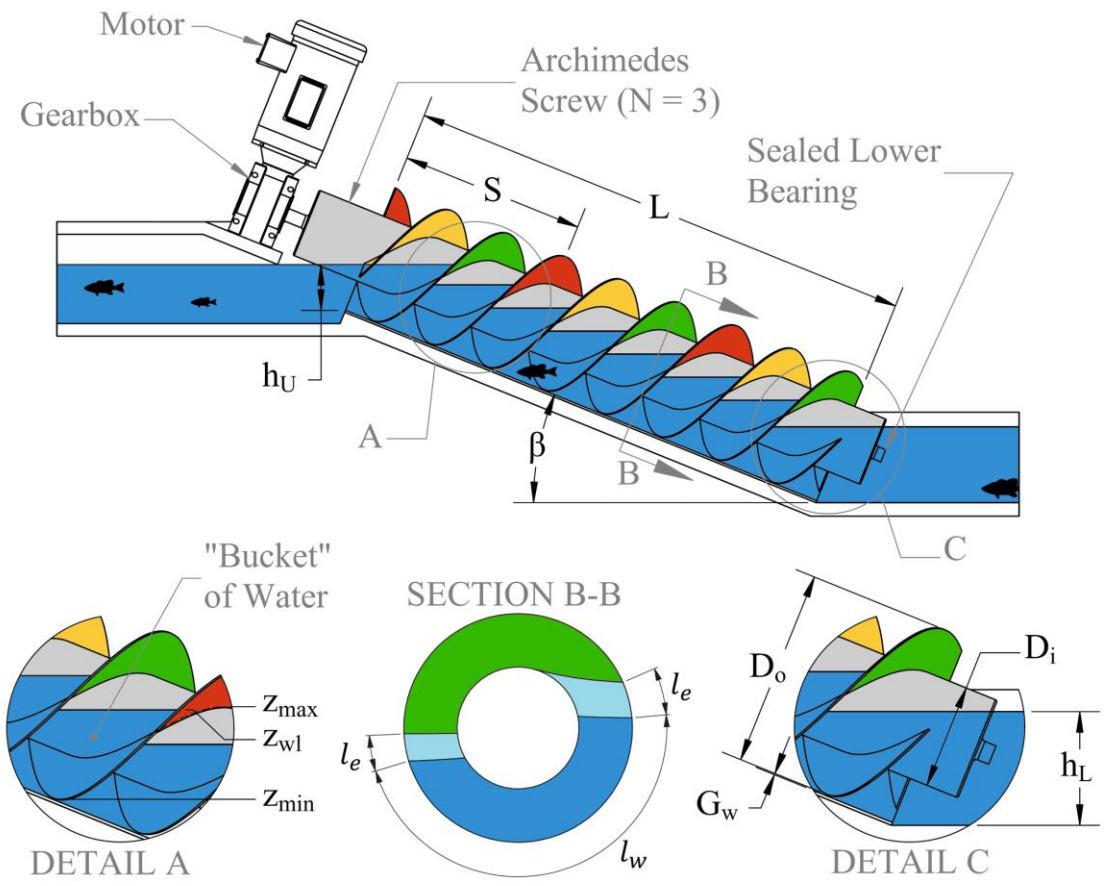 Motor
Gearbox
Archimedes
Screw (N = 3)
Sealed Lower
Bearing
S
L
B
h_U
A
β
B
C
"Bucket"
of Water
z_max
z_wl
z_min
DETAIL A
SECTION B-B
l_e
l_e
l_w
D_o
D_i
G_w
h_L
DETAIL C